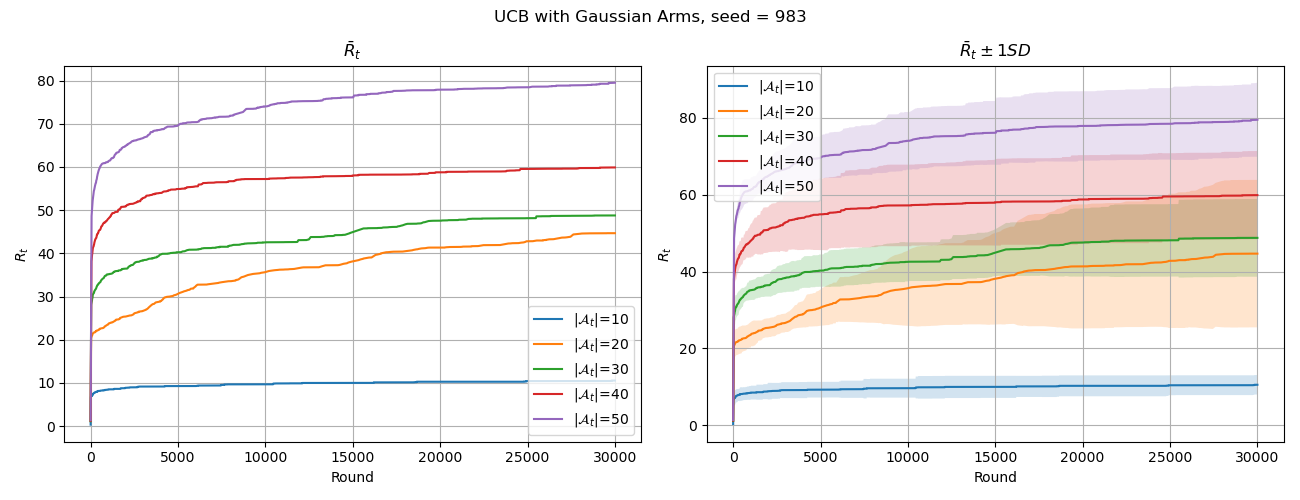 UCB with Gaussian Arms, seed = 983
R̄ₜ
80
70
60
50
40
30
20
10
0
Rₜ
0 5000 10000 15000 20000 25000 30000
Round
|𝒜ₜ|=10
|𝒜ₜ|=20
|𝒜ₜ|=30
|𝒜ₜ|=40
|𝒜ₜ|=50
R̄ₜ ± 1SD
|𝒜ₜ|=10
|𝒜ₜ|=20
|𝒜ₜ|=30
|𝒜ₜ|=40
|𝒜ₜ|=50
80
60
40
20
0
Rₜ
0 5000 10000 15000 20000 25000 30000
Round